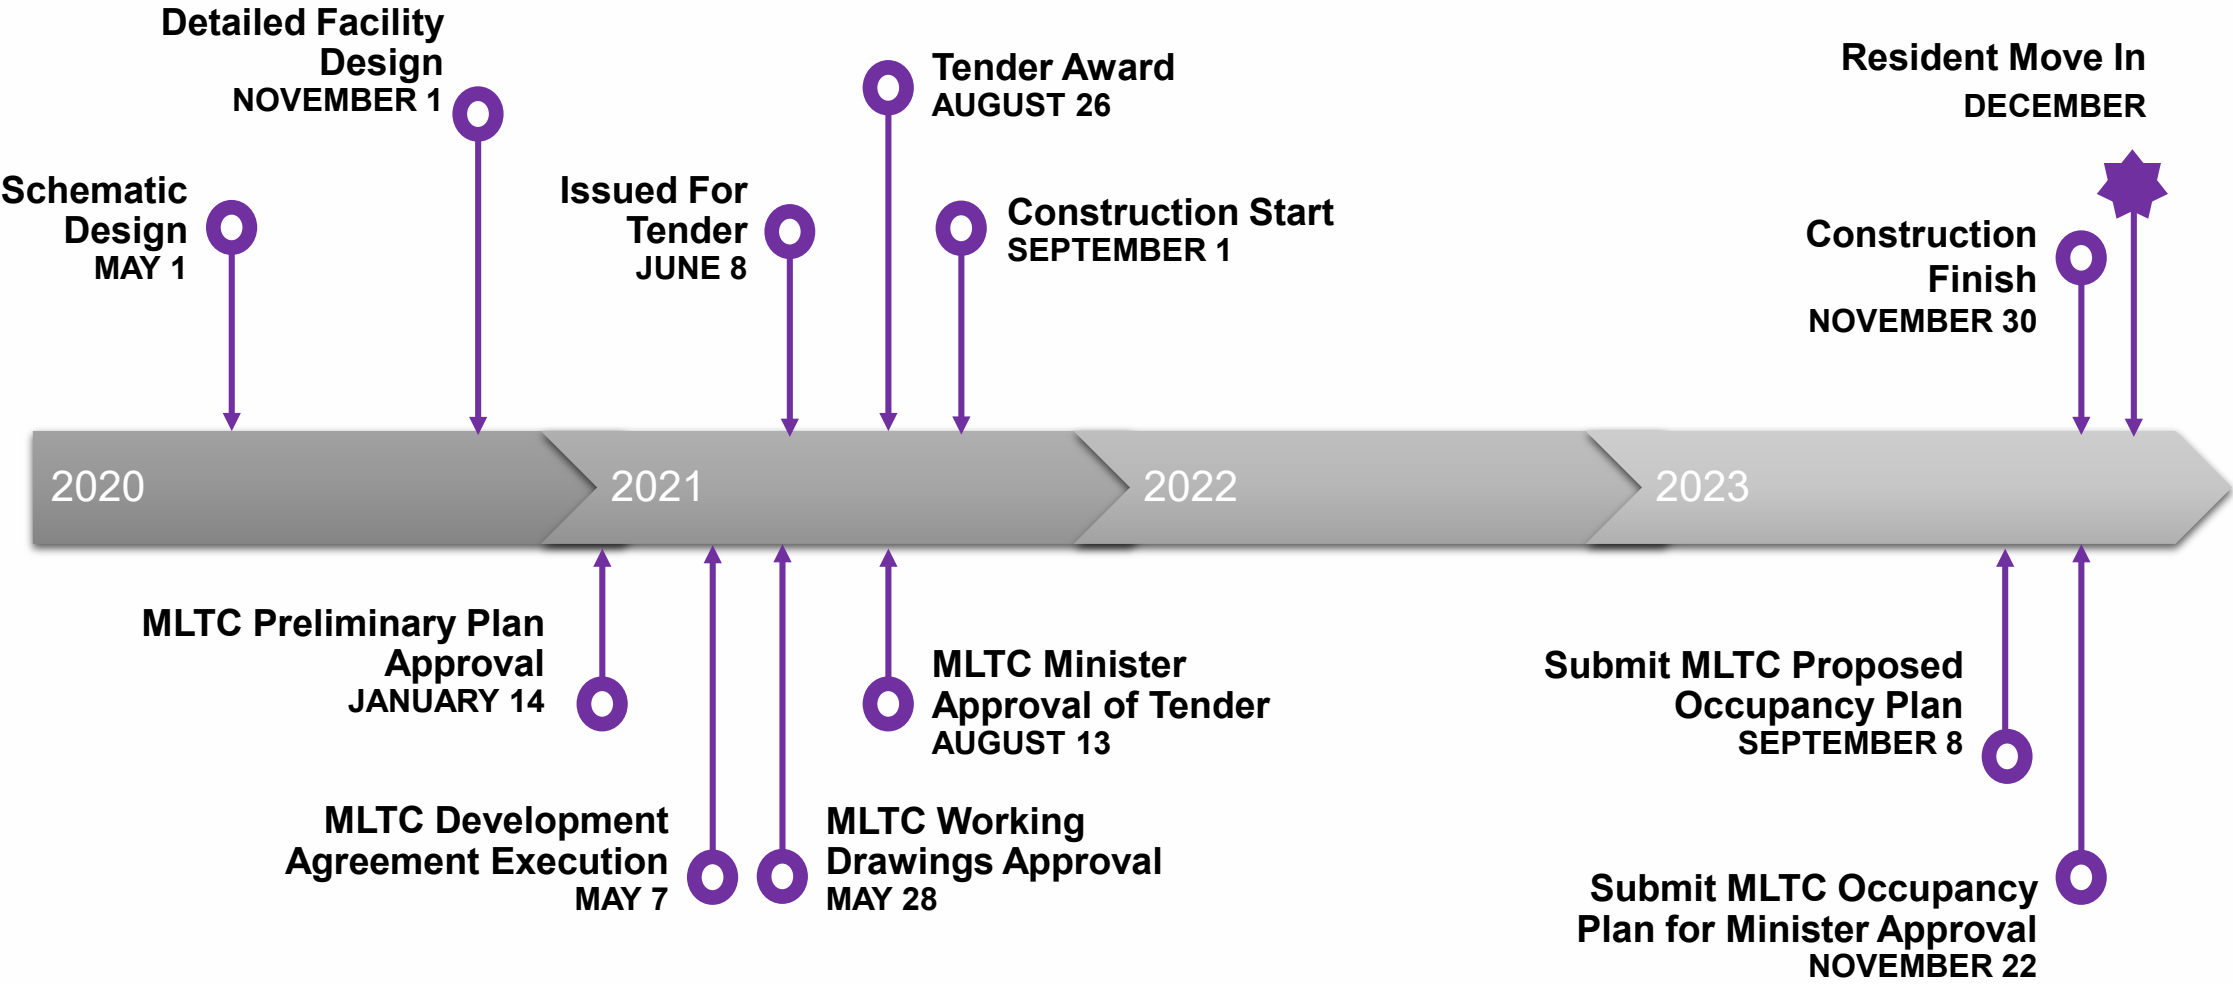 Detailed Facility
Design
NOVEMBER 1
Tender Award
AUGUST 26
Resident Move In
DECEMBER
Schematic
Design
MAY 1
Issued For
Tender
JUNE 8
Construction Start
SEPTEMBER 1
Construction
Finish
NOVEMBER 30
2020
2021
2022
2023
MLTC Preliminary Plan
Approval
JANUARY 14
MLTC Minister
Approval of Tender
AUGUST 13
Submit MLTC Proposed
Occupancy Plan
SEPTEMBER 8
MLTC Development
Agreement Execution
MAY 7
MLTC Working
Drawings Approval
MAY 28
Submit MLTC Occupancy
Plan for Minister Approval
NOVEMBER 22